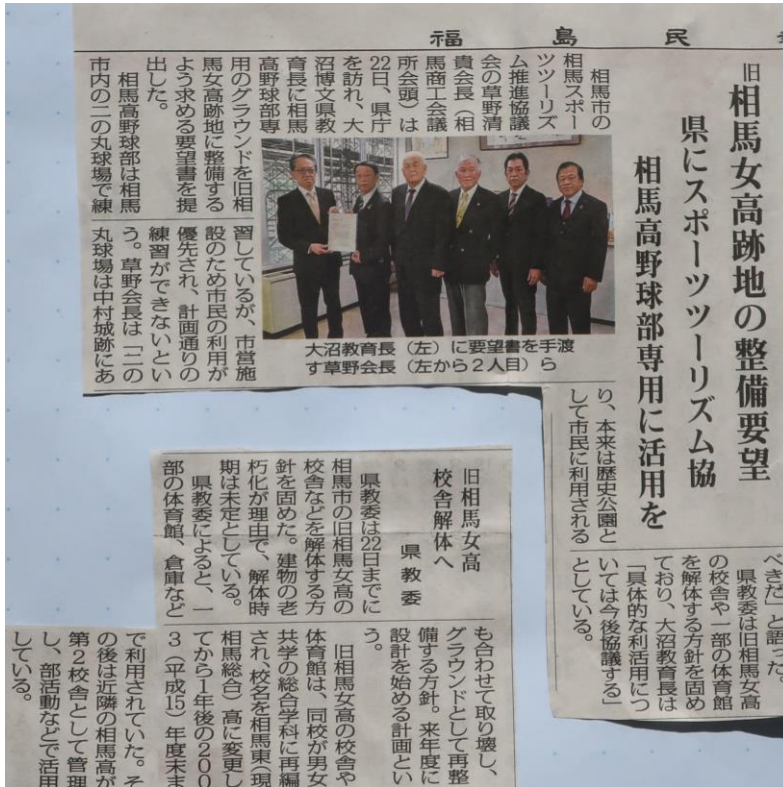 福島民
旧相馬女高跡地の整備要望
県にスポーツツーリズム協
相馬高野球部専用に活用を
相馬市の
相馬スポー
ツツーリズ
ム推進協議
会の草野清
貴会長（相
馬商工会議
所会頭）は
22日、県庁
を訪れ、大
沼博文県教
育長に相馬
高野球部専
用のグラウンドを旧相
馬女高跡地に整備する
よう求める要望書を提
出した。
相馬高野球部は相馬
市内の二の丸球場で練
習しているが、市営施
設のため市民の利用が
優先され、計画通りの
練習ができないとい
う。草野会長は「二の
丸球場は中村城跡にあ
大沼教育長（左）に要望書を手渡
す草野会長（左から２人目）ら
り、本来は歴史公園と
して市民に利用される
べきだ」と語った。
県教委は旧相馬女高
の校舎や一部の体育館
を解体する方針を固め
ており、大沼教育長は
「具体的な利活用につ
いては今後協議する」
としている。
旧相馬女高
校舎解体へ
県教委
県教委は22日までに
相馬市の旧相馬女高の
校舎などを解体する方
針を固めた。建物の老
朽化が理由で、解体時
期は未定としている。
県教委によると、一
部の体育館、倉庫など
も合わせて取り壊し、
グラウンドとして再整
備する方針。来年度に
設計を始める計画とい
う。
旧相馬女高の校舎や
体育館は、同校が男女
共学の総合学科に再編
され、校名を相馬東（現
相馬総合）高に変更し
てから１年後の２００
３（平成15）年度末ま
で利用されていた。そ
の後は近隣の相馬高が
第２校舎として管理
し、部活動などで活用
している。